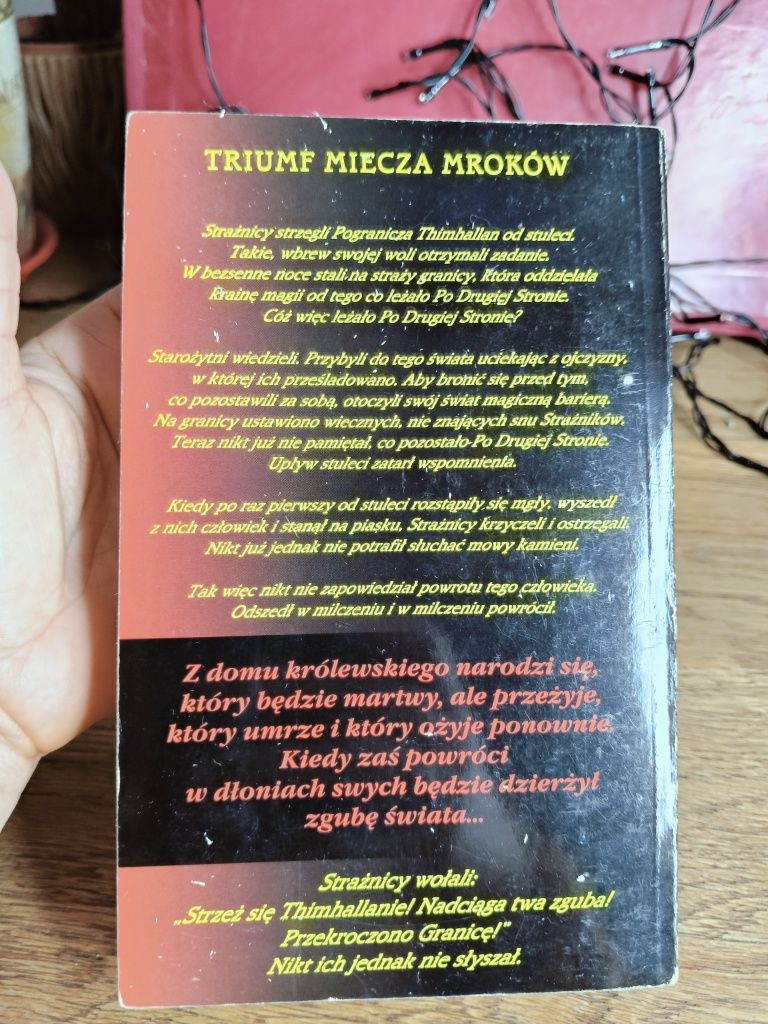 TRIUMF MIECZA MROKÓW
Strażnicy strzegli Pogranicza Thimhallan od stuleci.
Takie, wbrew swojej woli otrzymali zadanie.
W bezsenne noce stali na straży granicy, która oddzielała
krainę magii od tego co leżało Po Drugiej Stronie.
Cóż więc leżało Po Drugiej Stronie?
Starożytni wiedzieli. Przybyli do tego świata uciekając z ojczyzny,
w której ich prześladowano. Aby bronić się przed tym,
co pozostawili za sobą, otoczyli swój świat magiczną barierą.
Na granicy ustawiono wiecznych, nie znających snu Strażników.
Teraz nikt już nie pamiętał, co pozostało Po Drugiej Stronie.
Upływ stuleci zatarł wspomnienia.
Kiedy po raz pierwszy od stuleci rozstąpiły się mgły, wyszedł
z nich człowiek i stanął na piasku, Strażnicy krzyczeli i ostrzegali.
Nikt już jednak nie potrafił słuchać mowy kamieni.
Tak więc nikt nie zapowiedział powrotu tego człowieka.
Odszedł w milczeniu i w milczeniu powrócił.
Z domu królewskiego narodzi się,
który będzie martwy, ale przeżyje,
który umrze i który ożyje ponownie.
Kiedy zaś powróci
w dłoniach swych będzie dzierżył
zgubę świata...
Strażnicy wołali:
„Strzeż się Thimhallanie! Nadciąga twa zguba!
Przekroczono Granicę!"
Nikt ich jednak nie słyszał.